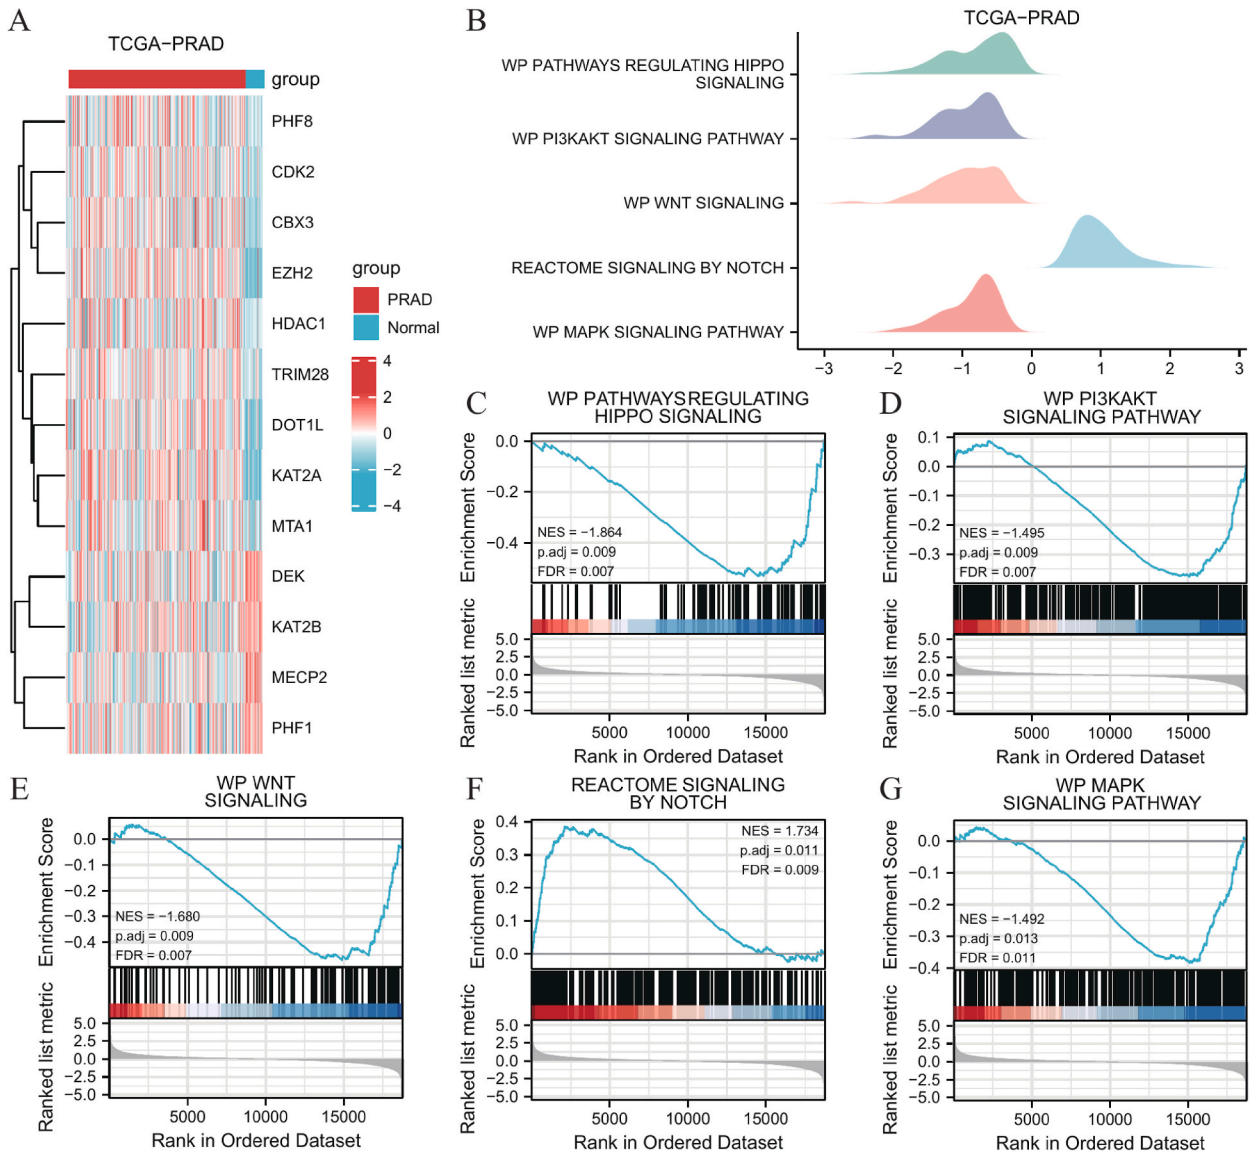 A
TCGA−PRAD
group
PHF8
CDK2
CBX3
EZH2
HDAC1
TRIM28
DOT1L
KAT2A
MTA1
DEK
KAT2B
MECP2
PHF1
group
PRAD
Normal
4
2
0
−2
−4
B
TCGA−PRAD
WP PATHWAYS REGULATING HIPPO
SIGNALING
WP PI3KAKT SIGNALING PATHWAY
WP WNT SIGNALING
REACTOME SIGNALING BY NOTCH
WP MAPK SIGNALING PATHWAY
−3 −2 −1 0 1 2 3
C
WP PATHWAYS REGULATING
HIPPO SIGNALING
Enrichment Score
0.0
−0.2
−0.4
NES = −1.864
p.adj = 0.009
FDR = 0.007
Ranked list metric
5.0
2.5
0.0
−2.5
−5.0
5000 10000 15000
Rank in Ordered Dataset
D
WP PI3KAKT
SIGNALING PATHWAY
Enrichment Score
0.1
0.0
−0.1
−0.2
−0.3
NES = −1.495
p.adj = 0.009
FDR = 0.007
Ranked list metric
5.0
2.5
0.0
−2.5
−5.0
5000 10000 15000
Rank in Ordered Dataset
E
WP WNT
SIGNALING
Enrichment Score
0.0
−0.1
−0.2
−0.3
−0.4
NES = −1.680
p.adj = 0.009
FDR = 0.007
Ranked list metric
5.0
2.5
0.0
−2.5
−5.0
5000 10000 15000
Rank in Ordered Dataset
F
REACTOME SIGNALING
BY NOTCH
Enrichment Score
0.4
0.3
0.2
0.1
0.0
NES = 1.734
p.adj = 0.011
FDR = 0.009
Ranked list metric
5.0
2.5
0.0
−2.5
−5.0
5000 10000 15000
Rank in Ordered Dataset
G
WP MAPK
SIGNALING PATHWAY
Enrichment Score
0.0
−0.1
−0.2
−0.3
−0.4
NES = −1.492
p.adj = 0.013
FDR = 0.011
Ranked list metric
5.0
2.5
0.0
−2.5
−5.0
5000 10000 15000
Rank in Ordered Dataset